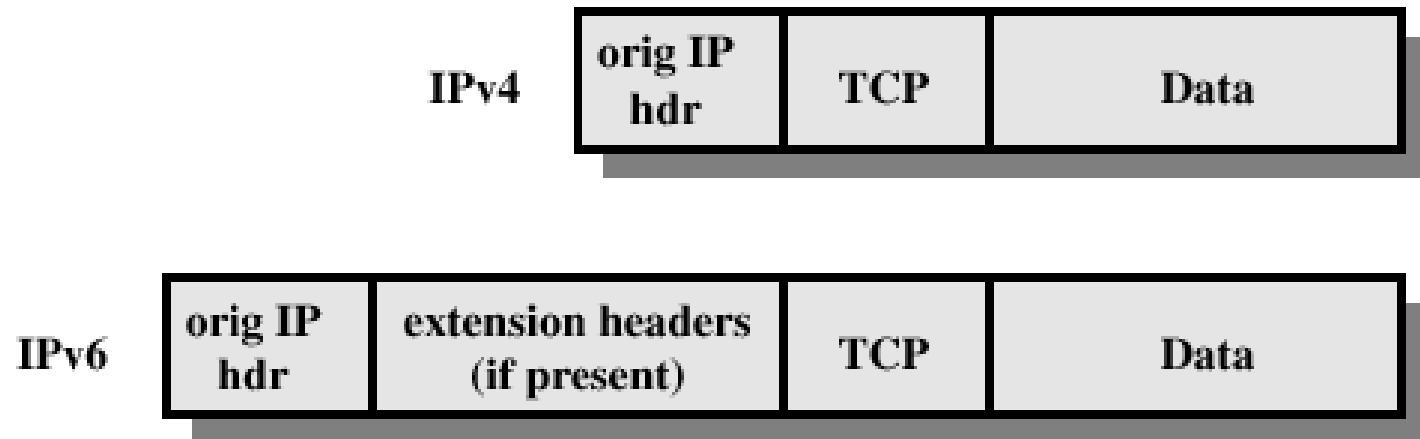 IPv4
orig IP
hdr
TCP
Data
IPv6
orig IP
hdr
extension headers
(if present)
TCP
Data